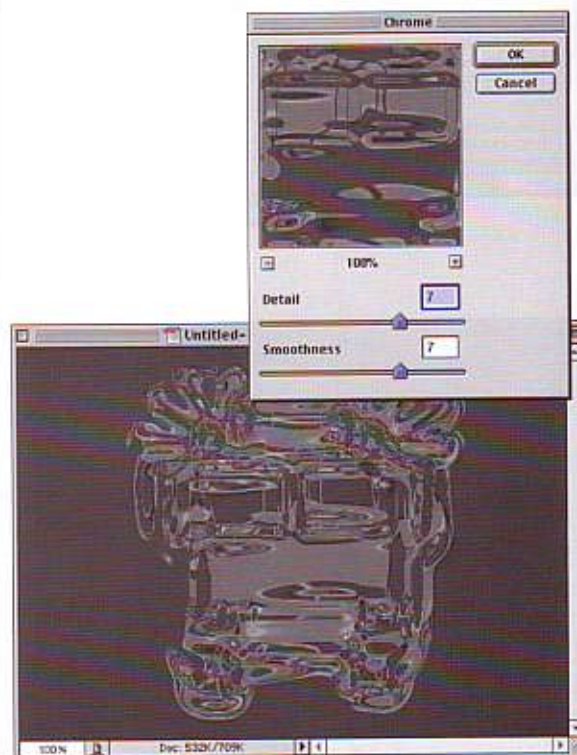 Chrome
OK
Cancel
100%
Detail
7
Smoothness
7
Untitled-
100%
Doc: 532K/709K